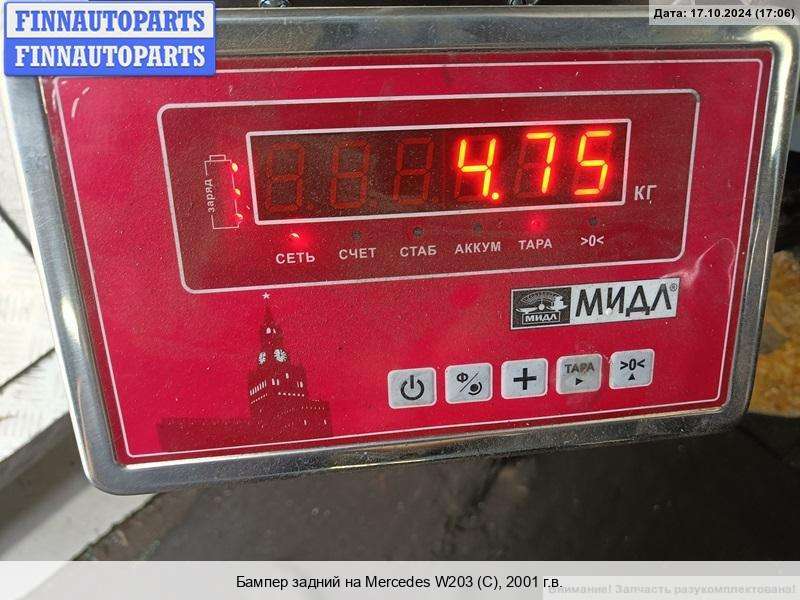 FINNAUTOPARTS
FINNAUTOPARTS
Дата: 17.10.2024 (17:06)
заряд
4.75
КГ
СЕТЬ СЧЕТ СТАБ АККУМ ТАРА >0<
МИДЛ
МИДЛ®
Ф
+
ТАРА
>0<
Бампер задний на Mercedes W203 (C), 2001 г.в.
Внимание! Запчасть разукомплектована!